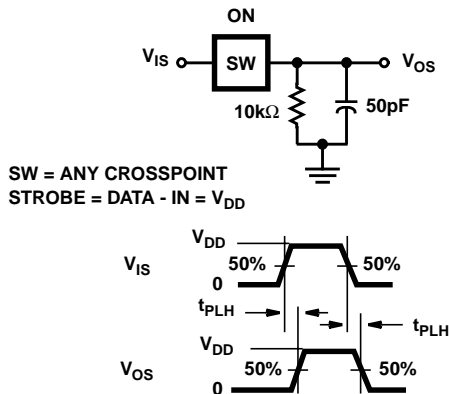 ON
V_IS SW V_OS
10kΩ 50pF
SW = ANY CROSSPOINT
STROBE = DATA - IN = V_DD
V_DD
V_IS 50% 50%
0
t_PLH t_PLH
V_DD
V_OS 50% 50%
0